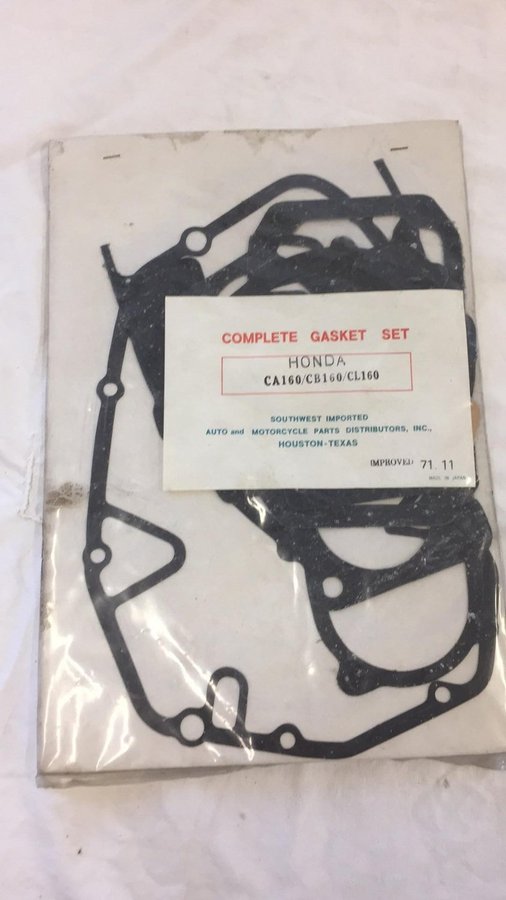 COMPLETE GASKET SET
HONDA
CA160/CB160/CL160
SOUTHWEST IMPORTED
AUTO and MOTORCYCLE PARTS DISTRIBUTORS, INC.,
HOUSTON-TEXAS
IMPROVED 71.11
MADE IN JAPAN